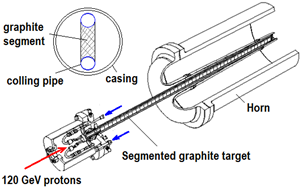 graphite
segment
colling pipe
casing
Horn
Segmented graphite target
120 GeV protons